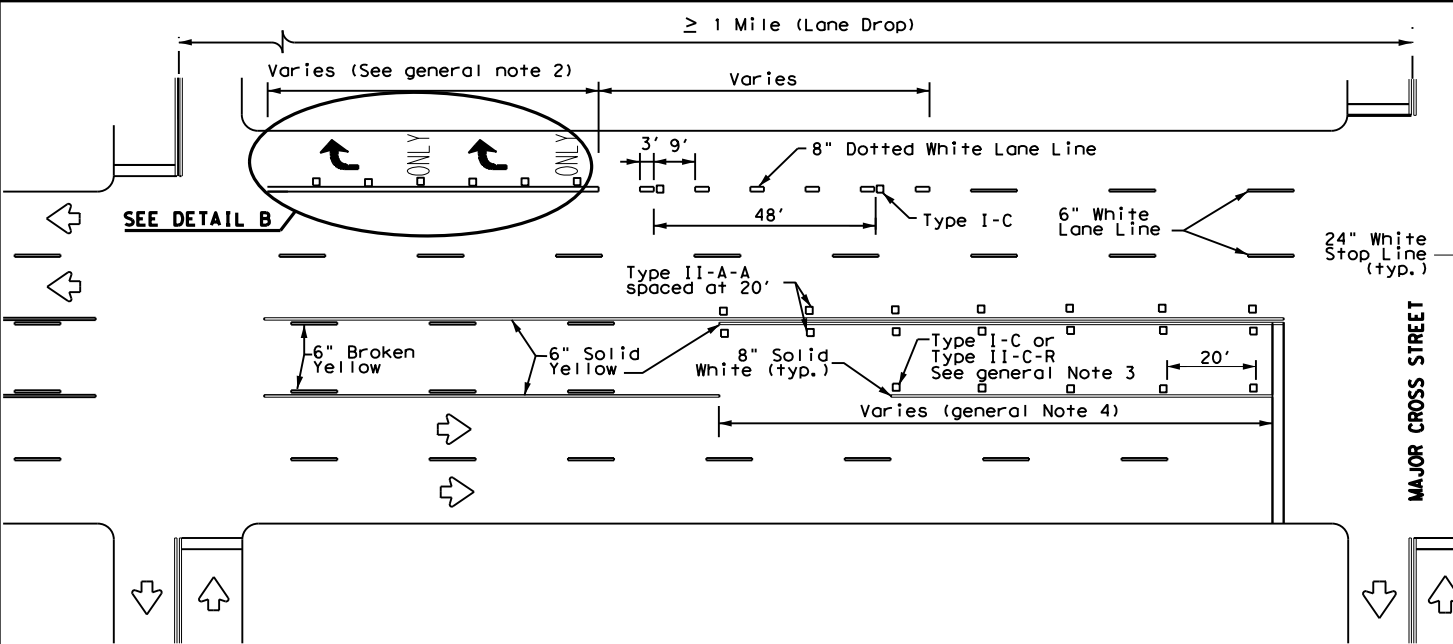 ≥ 1 Mile (Lane Drop)
Varies (See general note 2)
Varies
ONLY
ONLY
3' 9'
8" Dotted White Lane Line
SEE DETAIL B
48'
Type I-C
6" White
Lane Line
24" White
Stop Line
(typ.)
Type II-A-A
spaced at 20'
6" Broken
Yellow
6" Solid
Yellow
8" Solid
White (typ.)
Type I-C or
Type II-C-R
See general Note 3
20'
Varies (general Note 4)
MAJOR CROSS STREET